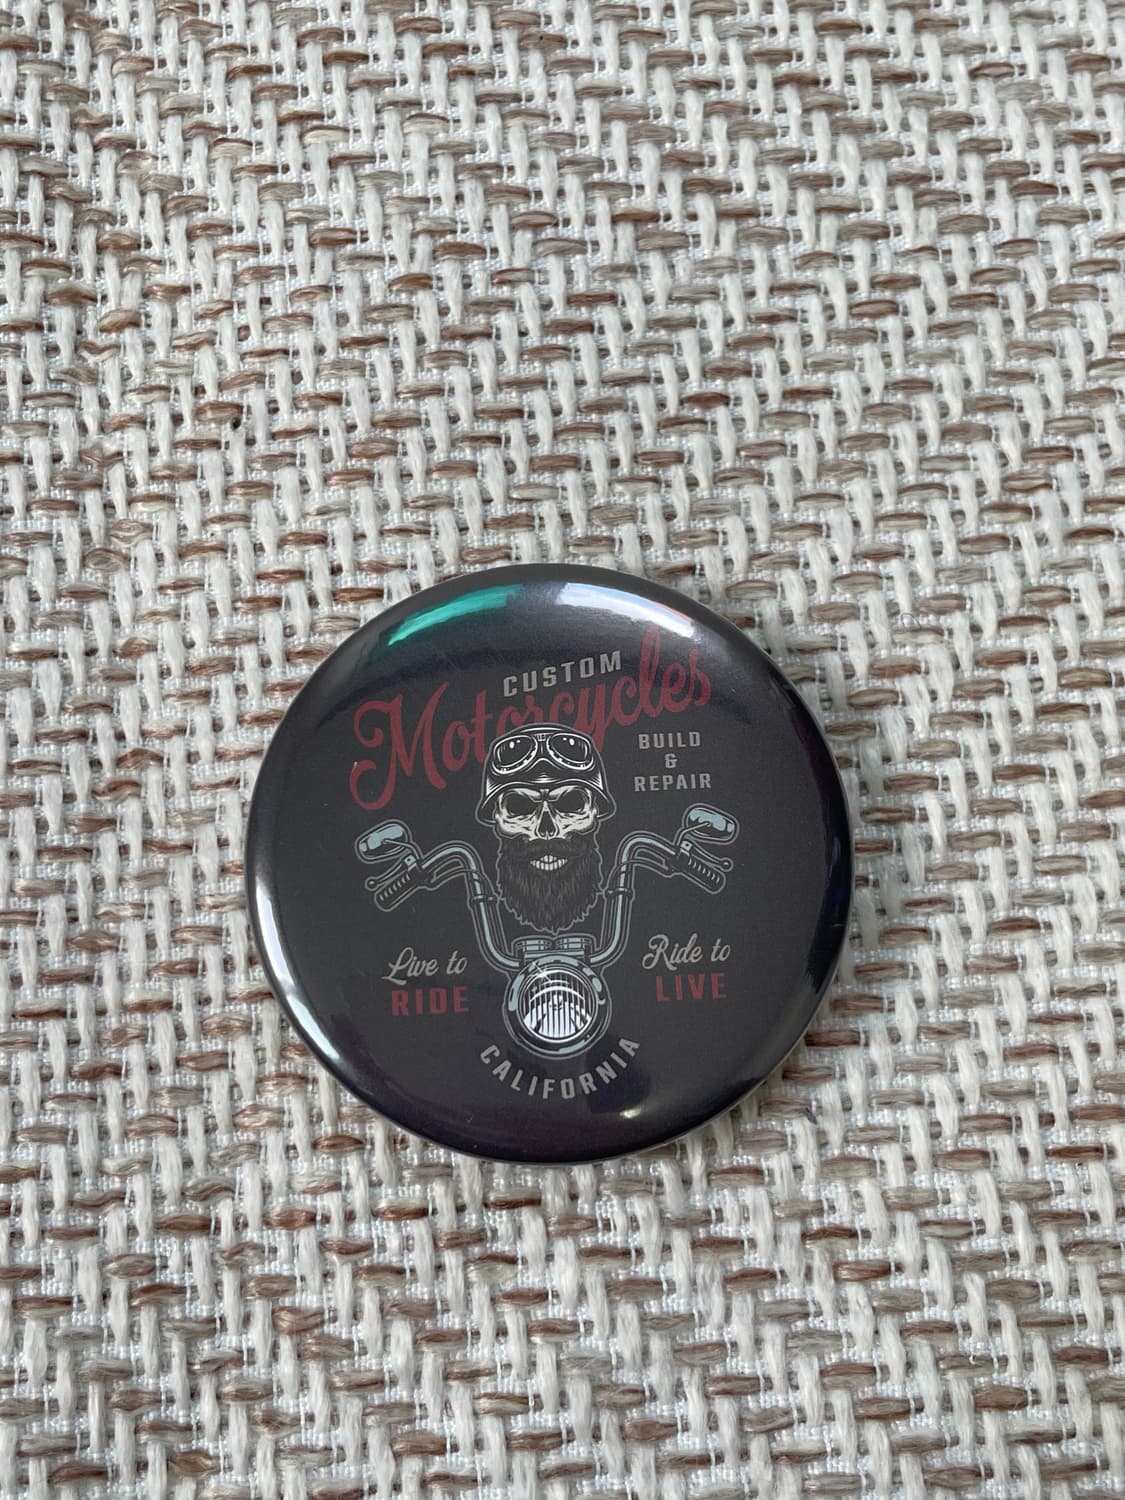 CUSTOM
Motorcycles
BUILD
&
REPAIR
Live to
RIDE
Ride to
LIVE
CALIFORNIA